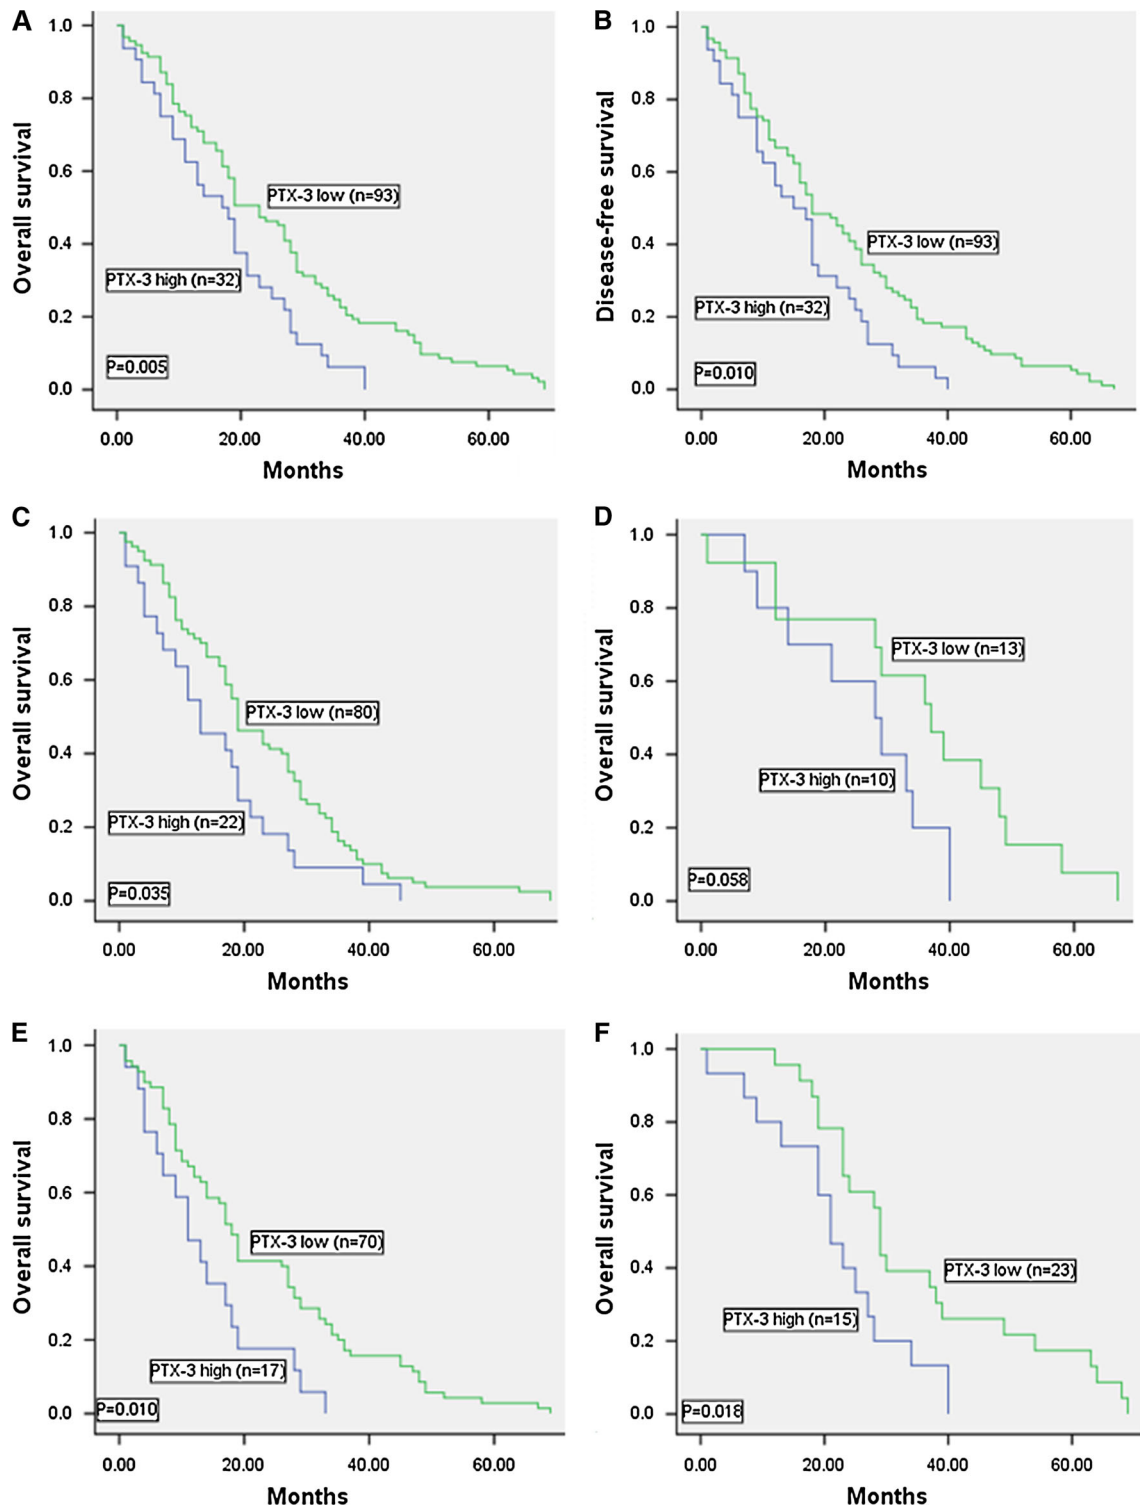 A
Overall survival
1.0
0.8
0.6
0.4
0.2
0.0
PTX-3 low (n=93)
PTX-3 high (n=32)
P=0.005
0.00 20.00 40.00 60.00
Months
B
Disease-free survival
1.0
0.8
0.6
0.4
0.2
0.0
PTX-3 low (n=93)
PTX-3 high (n=32)
P=0.010
0.00 20.00 40.00 60.00
Months
C
Overall survival
1.0
0.8
0.6
0.4
0.2
0.0
PTX-3 low (n=80)
PTX-3 high (n=22)
P=0.035
0.00 20.00 40.00 60.00
Months
D
Overall survival
1.0
0.8
0.6
0.4
0.2
0.0
PTX-3 low (n=13)
PTX-3 high (n=10)
P=0.058
0.00 20.00 40.00 60.00
Months
E
Overall survival
1.0
0.8
0.6
0.4
0.2
0.0
PTX-3 low (n=70)
PTX-3 high (n=17)
P=0.010
0.00 20.00 40.00 60.00
Months
F
Overall survival
1.0
0.8
0.6
0.4
0.2
0.0
PTX-3 low (n=23)
PTX-3 high (n=15)
P=0.018
0.00 20.00 40.00 60.00
Months